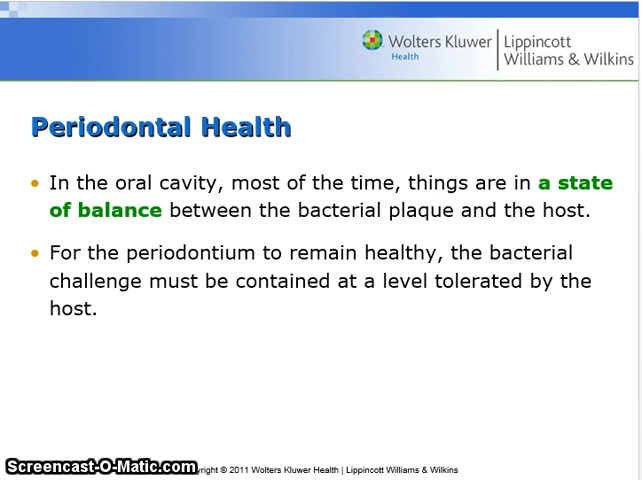 Wolters Kluwer
Health
Lippincott
Williams & Wilkins
Periodontal Health
• In the oral cavity, most of the time, things are in a state
of balance between the bacterial plaque and the host.
• For the periodontium to remain healthy, the bacterial
challenge must be contained at a level tolerated by the
host.
Screencast-O-Matic.com
yright © 2011 Wolters Kluwer Health | Lippincott Williams & Wilkins